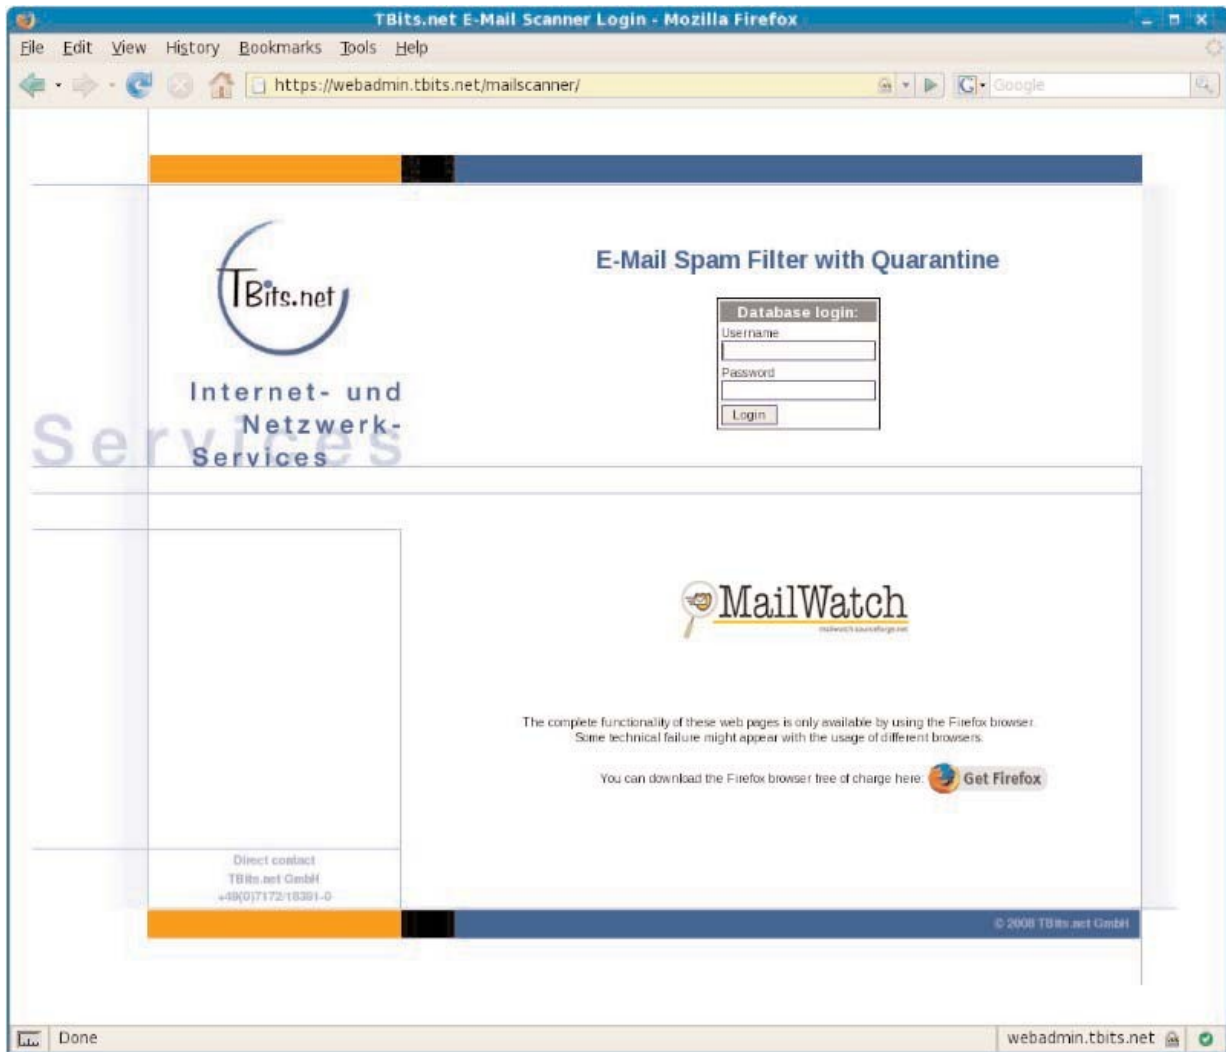 TBits.net E-Mail Scanner Login - Mozilla Firefox
File Edit View History Bookmarks Tools Help
https://webadmin.tbits.net/mailscanner/
G Google
TBits.net
E-Mail Spam Filter with Quarantine
Database login:
Username
Password
Login
Internet- und
Netzwerk-
Services
Services
MailWatch
mailwatch.sourceforge.net
The complete functionality of these web pages is only available by using the Firefox browser.
Some technical failure might appear with the usage of different browsers.
You can download the Firefox browser free of charge here: Get Firefox
Direct contact
TBits.net GmbH
+49(0)7172/18391-0
© 2008 TBits.net GmbH
Done
webadmin.tbits.net